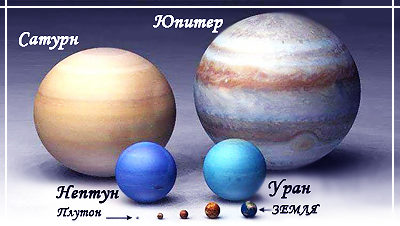 Юпитер
Сатурн
Нептун
Уран
Плутон
ЗЕМЛЯ